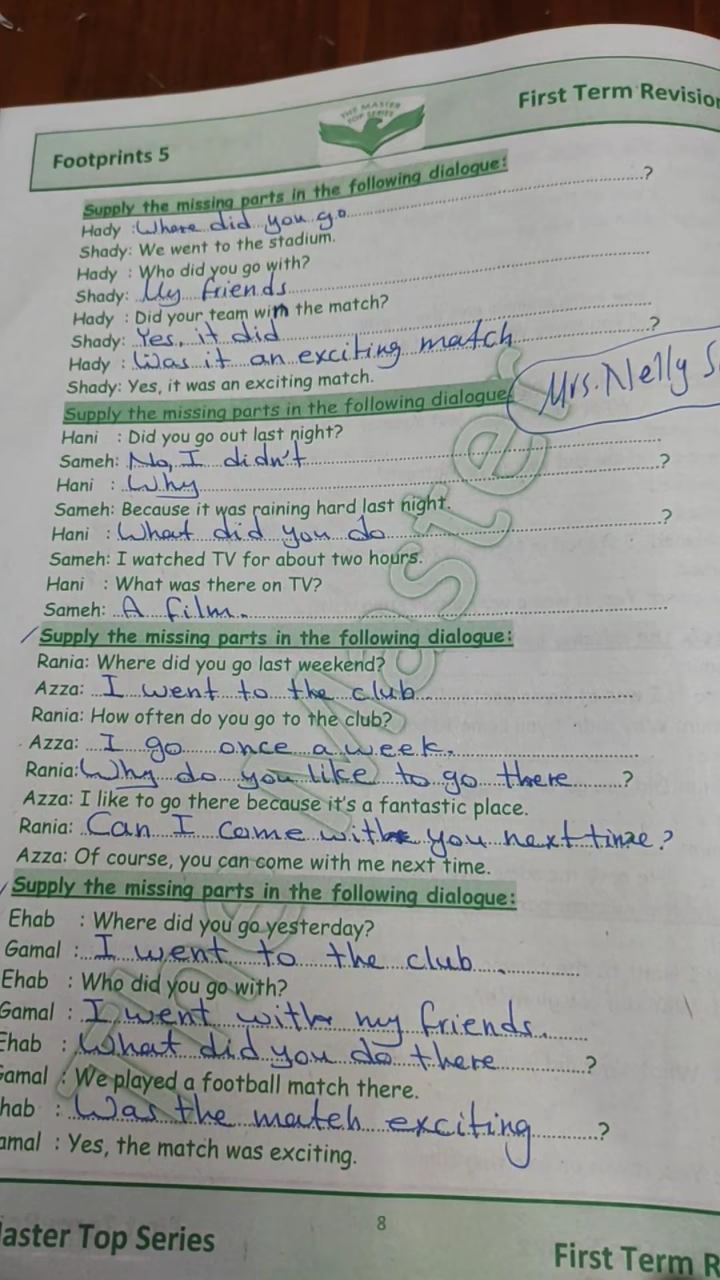 THE MASTER
TOP SERIES
First Term Revision
Footprints 5
Supply the missing parts in the following dialogue:
Hady : Where did you go ?
Shady: We went to the stadium.
Hady : Who did you go with?
Shady: My friends
Hady : Did your team win the match?
Shady: Yes, it did
Hady : Was it an exciting match ?
Shady: Yes, it was an exciting match.
Mrs. Nelly
Supply the missing parts in the following dialogue:
Hani : Did you go out last night?
Sameh: No, I didn't
Hani : Why ?
Sameh: Because it was raining hard last night.
Hani : What did you do ?
Sameh: I watched TV for about two hours.
Hani : What was there on TV?
Sameh: A film.
Supply the missing parts in the following dialogue:
Rania: Where did you go last weekend?
Azza: I went to the club
Rania: How often do you go to the club?
Azza: I go once a week.
Rania: Why do you like to go there ?
Azza: I like to go there because it's a fantastic place.
Rania: Can I come with you next time?
Azza: Of course, you can come with me next time.
Supply the missing parts in the following dialogue:
Ehab : Where did you go yesterday?
Gamal : I went to the club.
Ehab : Who did you go with?
Gamal : I went with my friends.
Ehab : What did you do there ?
Gamal : We played a football match there.
hab : Was the match exciting ?
amal : Yes, the match was exciting.
The Master
8
Master Top Series
First Term R